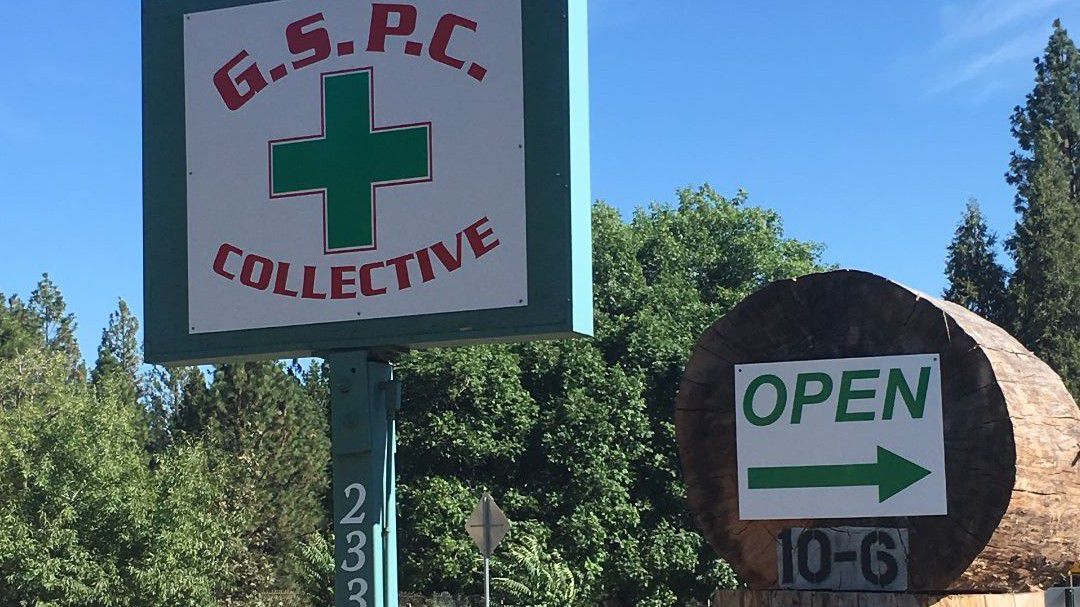 G.S.P.C.
COLLECTIVE
OPEN
10-6
233